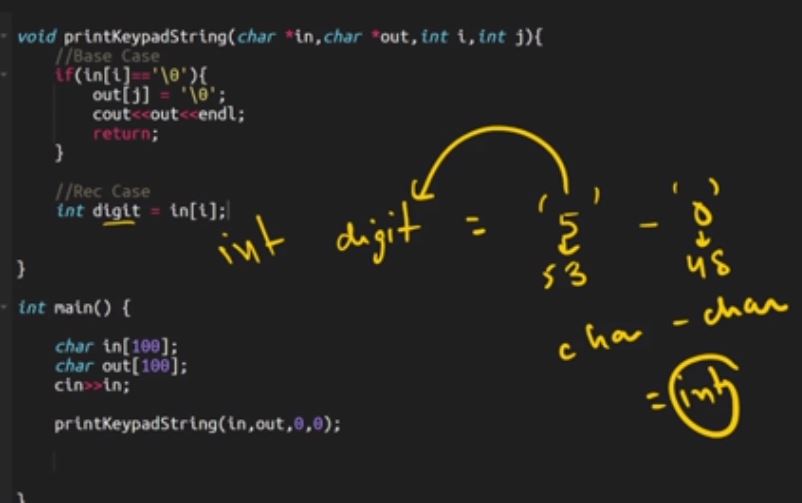 void printKeypadString(char *in,char *out,int i,int j){
//Base Case
if(in[i]=='\0'){
out[j] = '\0';
cout<<out<<endl;
return;
}
//Rec Case
int digit = in[i];
int digit = '5' - '0'
53 48
char - char
= int
}
int main() {
char in[100];
char out[100];
cin>>in;
printKeypadString(in,out,0,0);
}